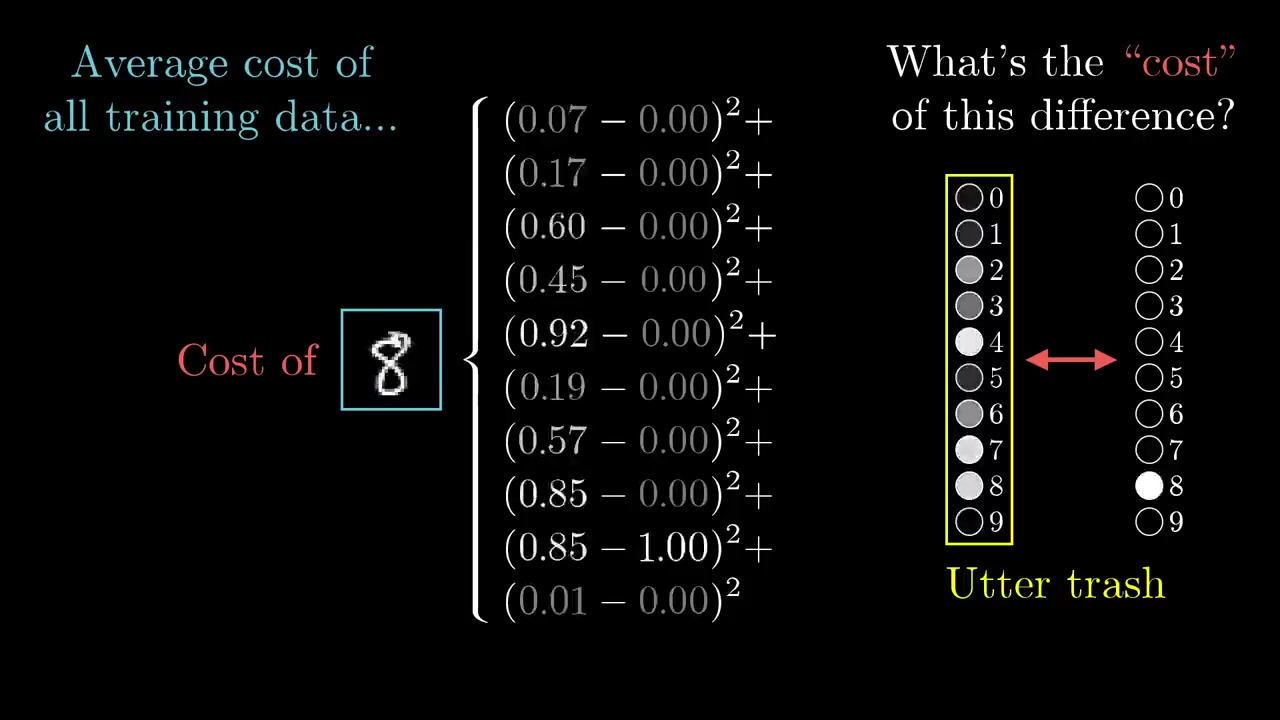 Average cost of
all training data...
Cost of
8
(0.07 − 0.00)²+
(0.17 − 0.00)²+
(0.60 − 0.00)²+
(0.45 − 0.00)²+
(0.92 − 0.00)²+
(0.19 − 0.00)²+
(0.57 − 0.00)²+
(0.85 − 0.00)²+
(0.85 − 1.00)²+
(0.01 − 0.00)²
What's the “cost”
of this difference?
0 0
1 1
2 2
3 3
4 4
5 5
6 6
7 7
8 8
9 9
Utter trash